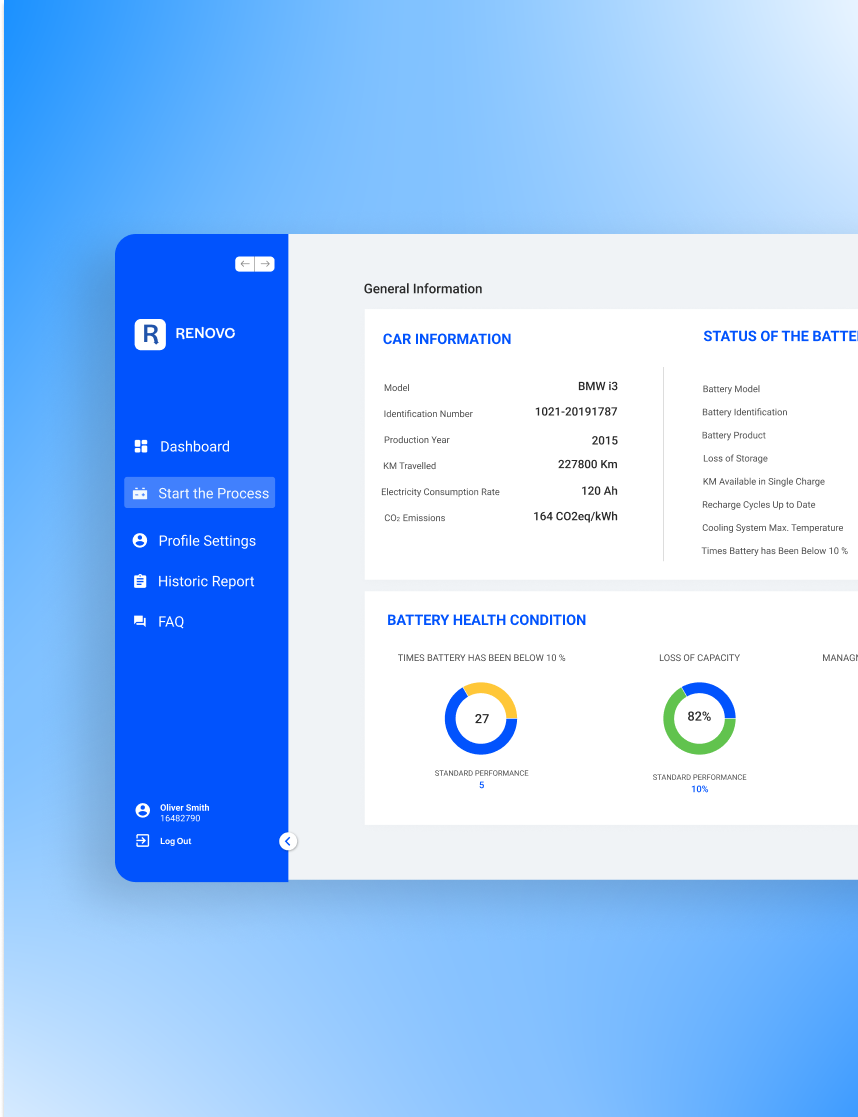 General Information
R RENOVO
Dashboard
Start the Process
Profile Settings
Historic Report
FAQ
Oliver Smith
16482790
Log Out
CAR INFORMATION
Model BMW i3
Identification Number 1021-20191787
Production Year 2015
KM Travelled 227800 Km
Electricity Consumption Rate 120 Ah
CO₂ Emissions 164 CO2eq/kWh
STATUS OF THE BATTE
Battery Model
Battery Identification
Battery Product
Loss of Storage
KM Available in Single Charge
Recharge Cycles Up to Date
Cooling System Max. Temperature
Times Battery has Been Below 10 %
BATTERY HEALTH CONDITION
TIMES BATTERY HAS BEEN BELOW 10 %
27
STANDARD PERFORMANCE
5
LOSS OF CAPACITY
82%
STANDARD PERFORMANCE
10%
MANAGN